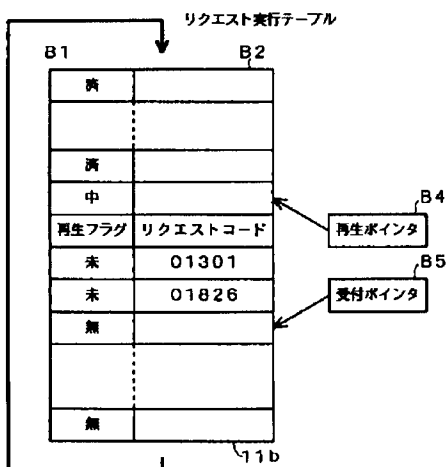 リクエスト実行テーブル
B1 B2
済
済
中
B4
再生フラグ リクエストコード 再生ポインタ
B5
未 01301
未 01826 受付ポインタ
無
無
11b